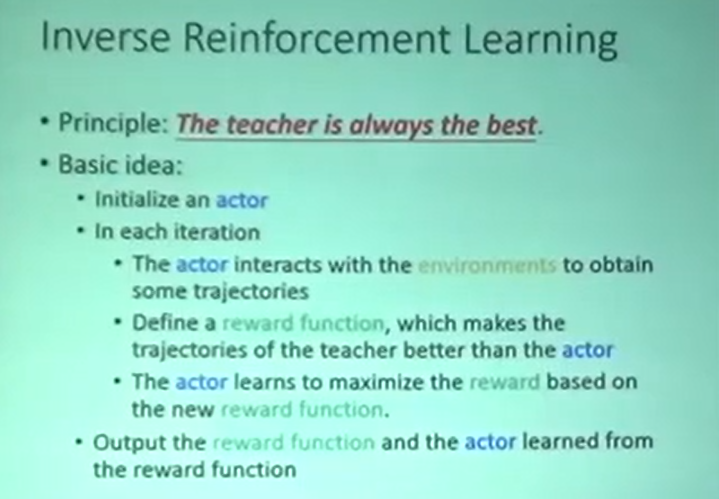 Inverse Reinforcement Learning
• Principle: The teacher is always the best.
• Basic idea:
• Initialize an actor
• In each iteration
• The actor interacts with the environments to obtain
some trajectories
• Define a reward function, which makes the
trajectories of the teacher better than the actor
• The actor learns to maximize the reward based on
the new reward function.
• Output the reward function and the actor learned from
the reward function